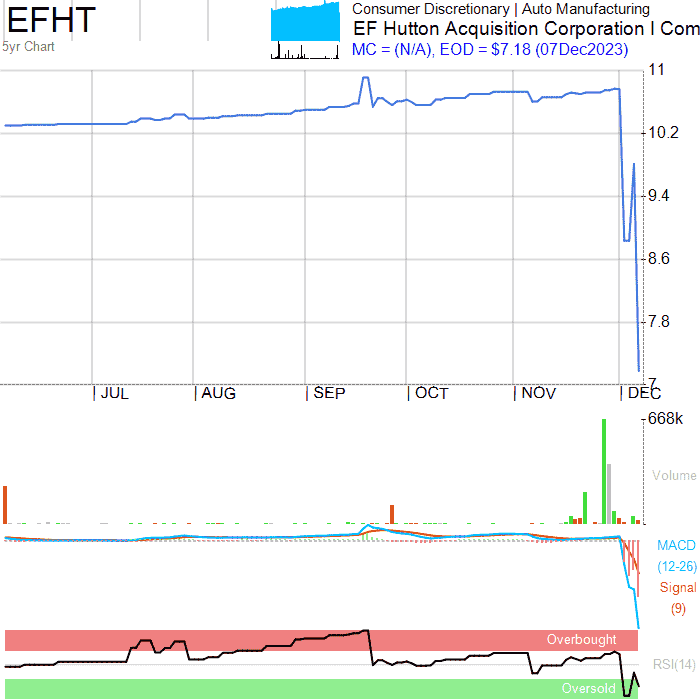 EFHT
5yr Chart
Consumer Discretionary | Auto Manufacturing
EF Hutton Acquisition Corporation I Com
MC = (N/A), EOD = $7.18 (07Dec2023)
11
10.2
9.4
8.6
7.8
7
JUL AUG SEP OCT NOV DEC
668k
Volume
MACD
(12-26)
Signal
(9)
Overbought
RSI(14)
Oversold